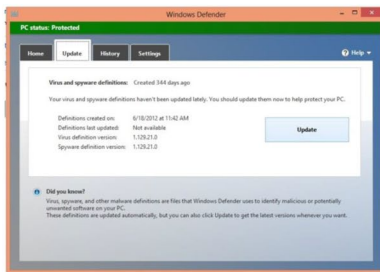 Windows Defender
PC status: Protected
Home Update History Settings Help
Virus and spyware definitions: Created 344 days ago
Your virus and spyware definitions haven't been updated lately. You should update them now to help protect your PC.
Definitions created on: 6/18/2012 at 11:42 AM
Definitions last updated: Not available
Virus definition version: 1.129.21.0
Spyware definition version: 1.129.21.0
Update
Did you know?
Virus, spyware, and other malware definitions are files that Windows Defender uses to identify malicious or potentially
unwanted software on your PC.
These definitions are updated automatically, but you can also click Update to get the latest versions whenever you want.